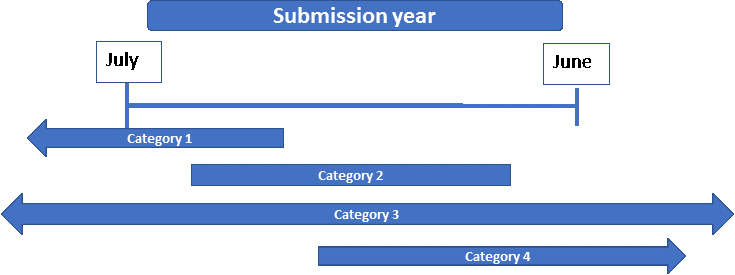 Submission year
July
June
Category 1
Category 2
Category 3
Category 4